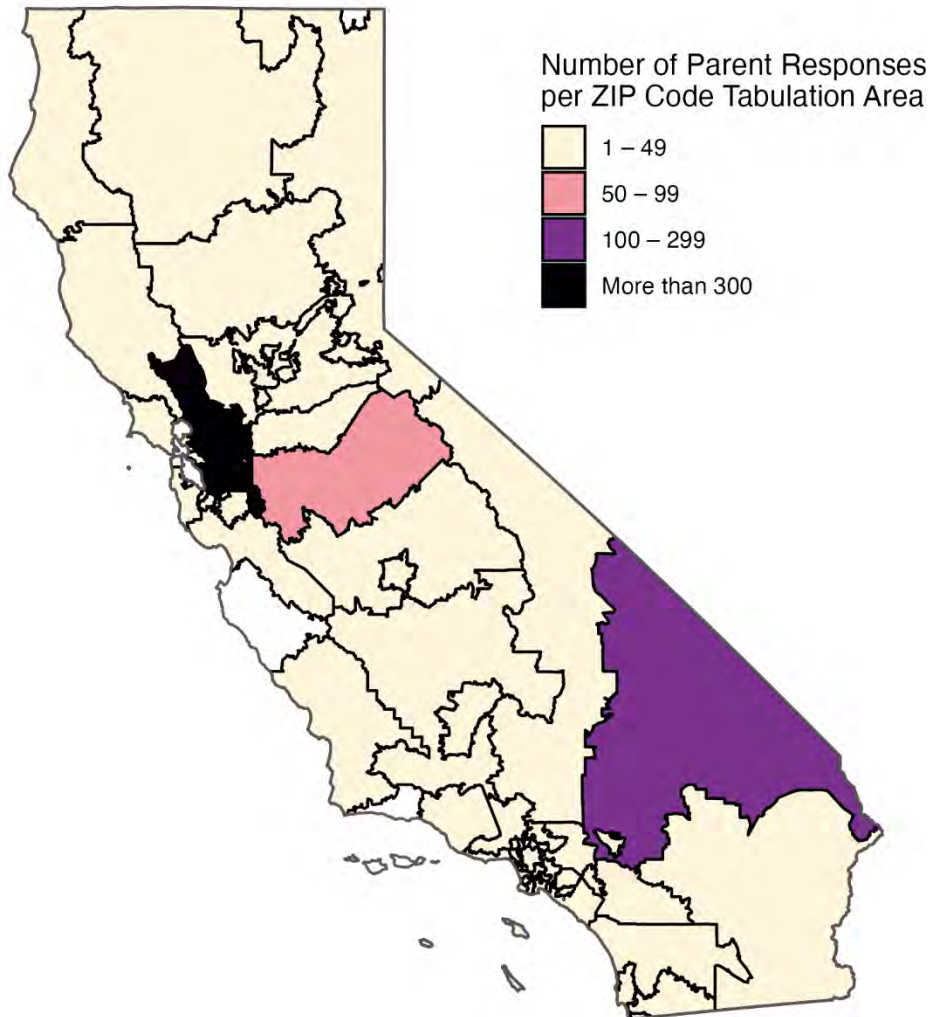 Number of Parent Responses
per ZIP Code Tabulation Area
1 – 49
50 – 99
100 – 299
More than 300